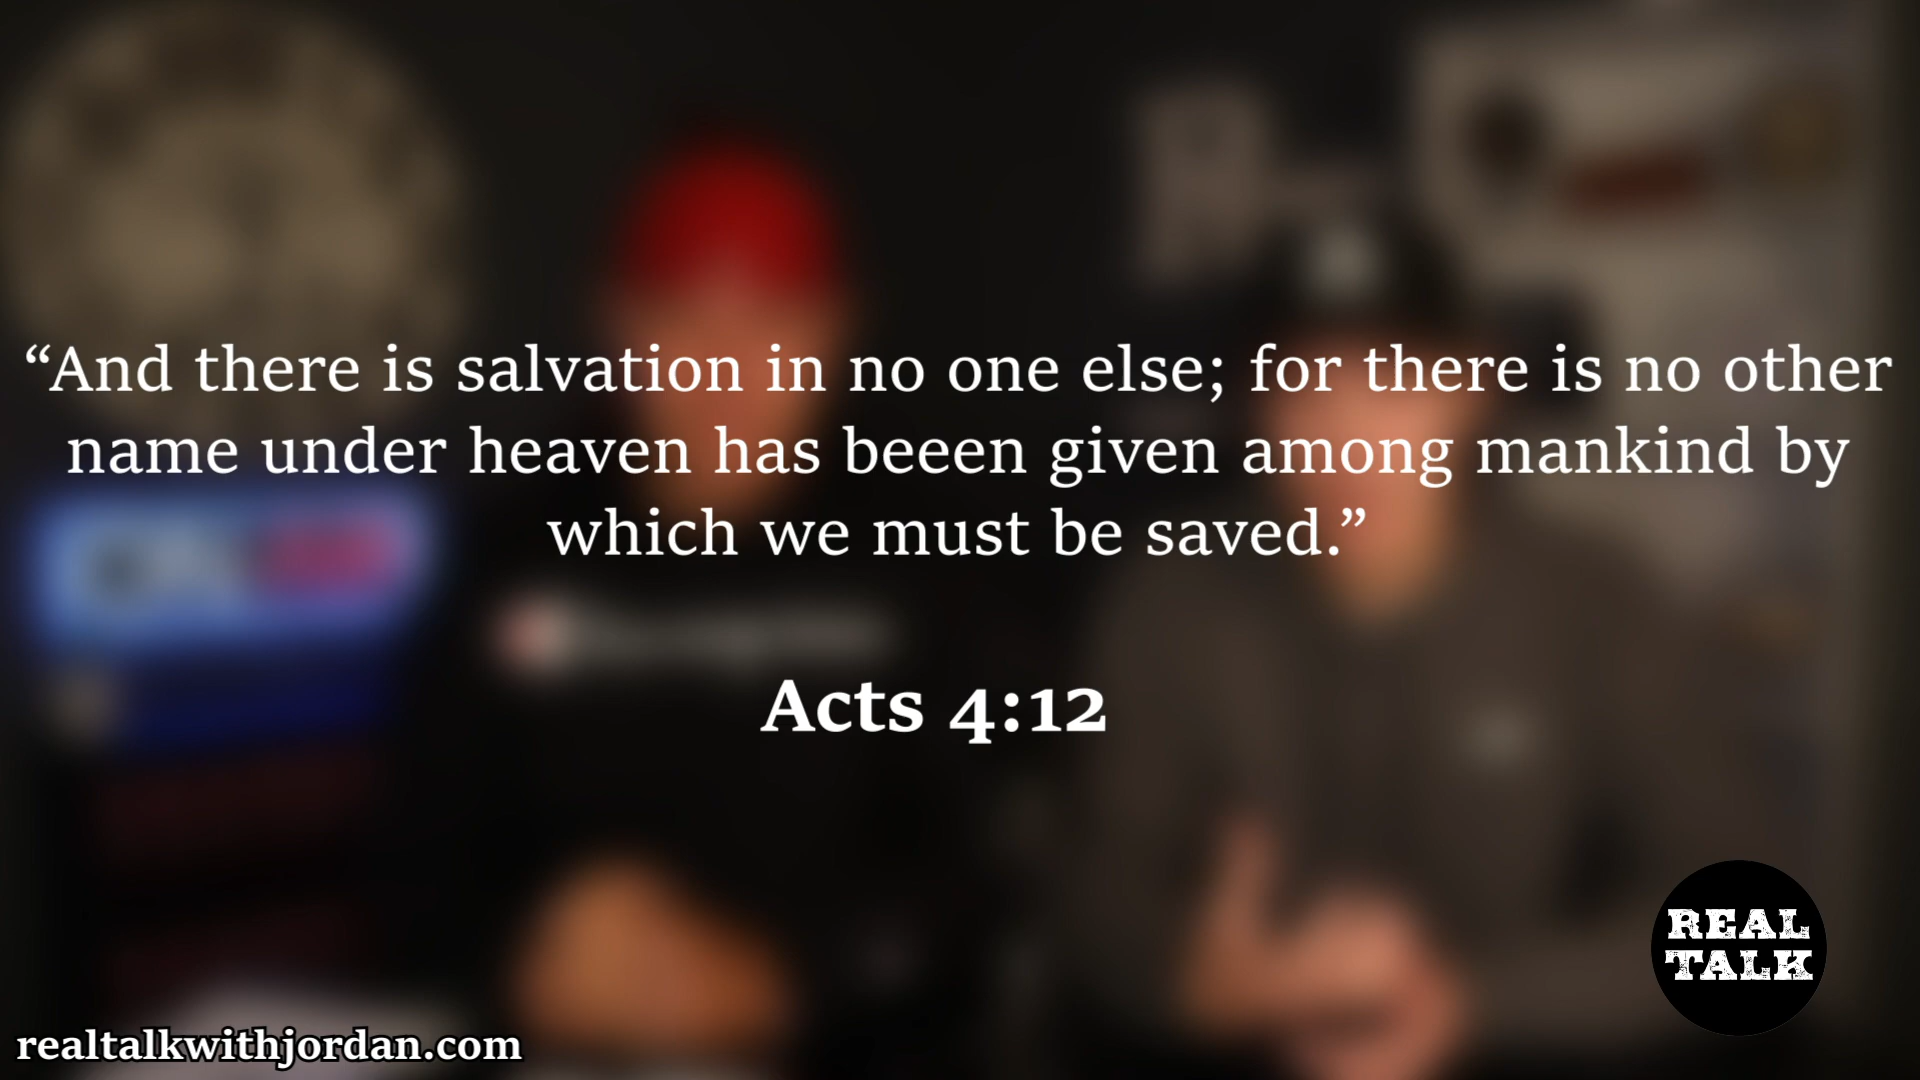 “And there is salvation in no one else; for there is no other
name under heaven has beeen given among mankind by
which we must be saved.”
Acts 4:12
REAL
TALK
realtalkwithjordan.com